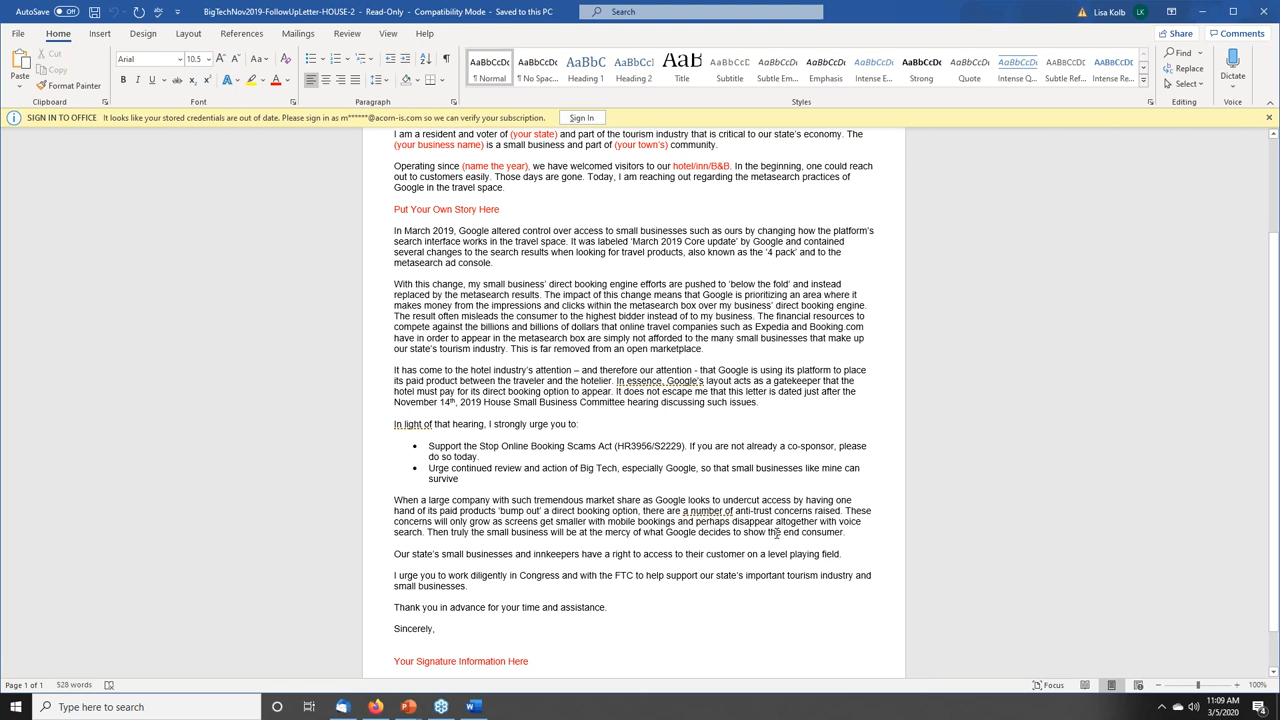 AutoSave Off
BigTechNov2019-FollowUpLetter-HOUSE-2 - Saved to this PC
Search
Lisa Kolb LK
File Home Insert Design Layout References Mailings Review View Help
Share Comments
Paste
Cut
Copy
Format Painter
Clipboard
Arial 10.5
Font
Paragraph
AaBbCcDc AaBbCcDc AaBbC AaBbCcC AaB AaBbCcD AaBbCcDc AaBbCcDc AaBbCcDc AaBbCcDc AaBbCcDc AaBbCcDc AaBbCcDc AaBbCcDc
¶ Normal ¶ No Spac... Heading 1 Heading 2 Title Subtitle Subtle Em... Emphasis Intense E... Strong Quote Intense Q... Subtle Ref... Intense Re...
Styles
Find
Replace
Select
Editing
Dictate
Voice
SIGN IN TO OFFICE It looks like your stored credentials are out of date. Please sign in as m******@acorn-is.com so we can verify your subscription. Sign In
I am a resident and voter of (your state) and part of the tourism industry that is critical to our state's economy. The
(your business name) is a small business and part of (your town's) community.
Operating since (name the year), we have welcomed visitors to our hotel/inn/B&B. In the beginning, one could reach
out to customers easily. Those days are gone. Today, I am reaching out regarding the metasearch practices of
Google in the travel space.
Put Your Own Story Here
In March 2019, Google altered control over access to small businesses such as ours by changing how the platform's
search interface works in the travel space. It was labeled 'March 2019 Core update' by Google and contained
several changes to the search results when looking for travel products, also known as the '4 pack' and to the
metasearch ad console.
With this change, my small business' direct booking engine efforts are pushed to 'below the fold' and instead
replaced by the metasearch results. The impact of this change means that Google is prioritizing an area where it
makes money from the impressions and clicks within the metasearch box over my business' direct booking engine.
The result often misleads the consumer to the highest bidder instead of to my business. The financial resources to
compete against the billions and billions of dollars that online travel companies such as Expedia and Booking.com
have in order to appear in the metasearch box are simply not afforded to the many small businesses that make up
our state's tourism industry. This is far removed from an open marketplace.
It has come to the hotel industry's attention – and therefore our attention - that Google is using its platform to place
its paid product between the traveler and the hotelier. In essence, Google's layout acts as a gatekeeper that the
hotel must pay for its direct booking option to appear. It does not escape me that this letter is dated just after the
November 14th, 2019 House Small Business Committee hearing discussing such issues.
In light of that hearing, I strongly urge you to:
• Support the Stop Online Booking Scams Act (HR3956/S2229). If you are not already a co-sponsor, please
do so today.
• Urge continued review and action of Big Tech, especially Google, so that small businesses like mine can
survive
When a large company with such tremendous market share as Google looks to undercut access by having one
hand of its paid products 'bump out' a direct booking option, there are a number of anti-trust concerns raised. These
concerns will only grow as screens get smaller with mobile bookings and perhaps disappear altogether with voice
search. Then truly the small business will be at the mercy of what Google decides to show the end consumer.
Our state's small businesses and innkeepers have a right to access to their customer on a level playing field.
I urge you to work diligently in Congress and with the FTC to help support our state's important tourism industry and
small businesses.
Thank you in advance for your time and assistance.
Sincerely,
Your Signature Information Here
Page 1 of 1 528 words
Focus
100%
Type here to search
11:09 AM
3/5/2020
4